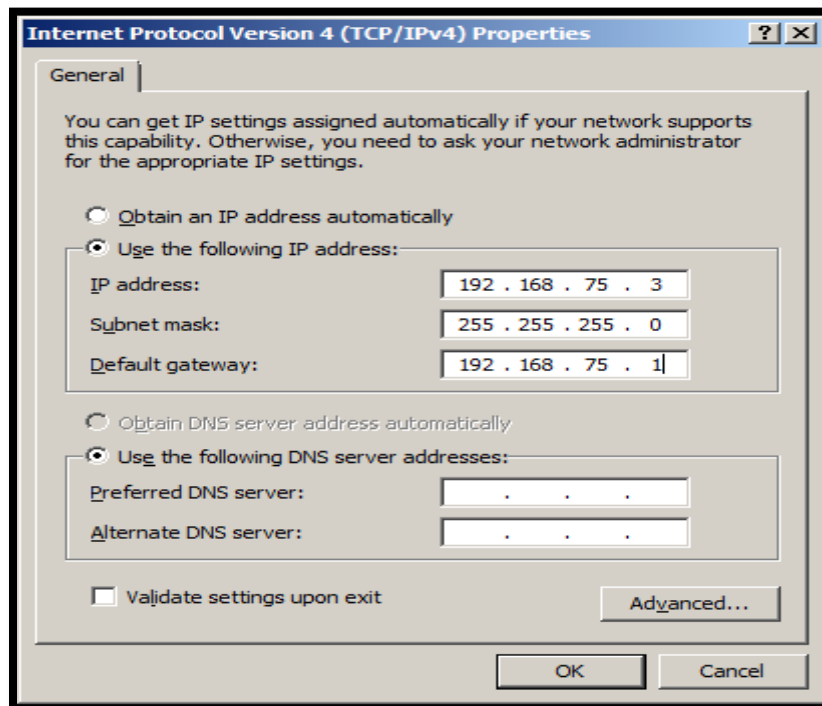 Internet Protocol Version 4 (TCP/IPv4) Properties
General
You can get IP settings assigned automatically if your network supports
this capability. Otherwise, you need to ask your network administrator
for the appropriate IP settings.
Obtain an IP address automatically
Use the following IP address:
IP address: 192 . 168 . 75 . 3
Subnet mask: 255 . 255 . 255 . 0
Default gateway: 192 . 168 . 75 . 1
Obtain DNS server address automatically
Use the following DNS server addresses:
Preferred DNS server: . . .
Alternate DNS server: . . .
Validate settings upon exit
Advanced...
OK Cancel